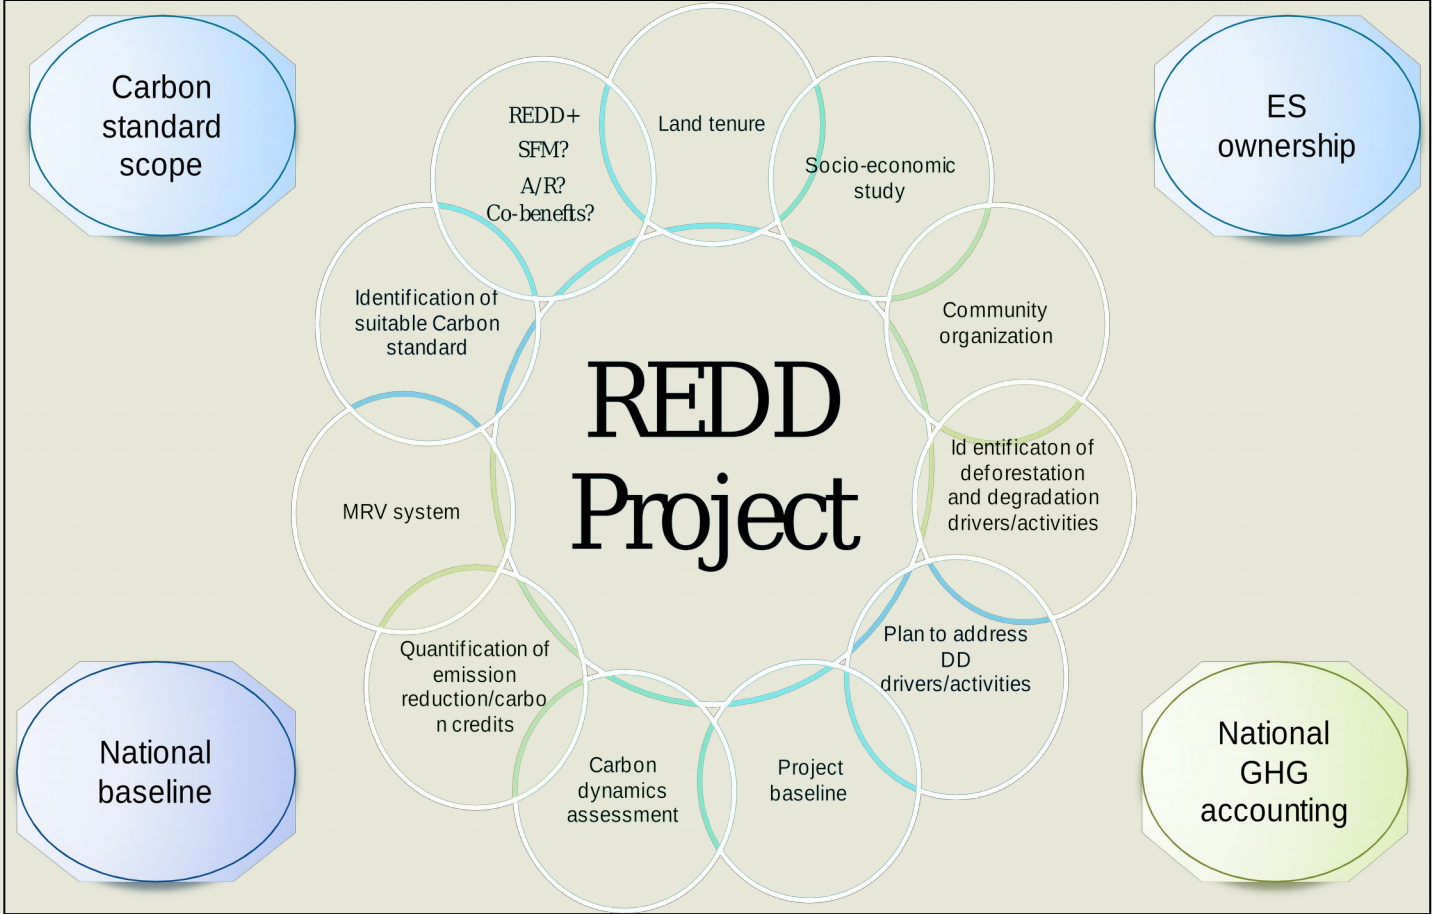 Carbon
standard
scope
ES
ownership
REDD+
SFM?
A/R?
Co-benefits?
Land tenure
Socio-economic
study
Identification of
suitable Carbon
standard
Community
organization
REDD
Project
MRV system
Id entificaton of
deforestation
and degradation
drivers/activities
Quantification of
emission
reduction/carbo
n credits
Plan to address
DD
drivers/activities
Carbon
dynamics
assessment
Project
baseline
National
baseline
National
GHG
accounting